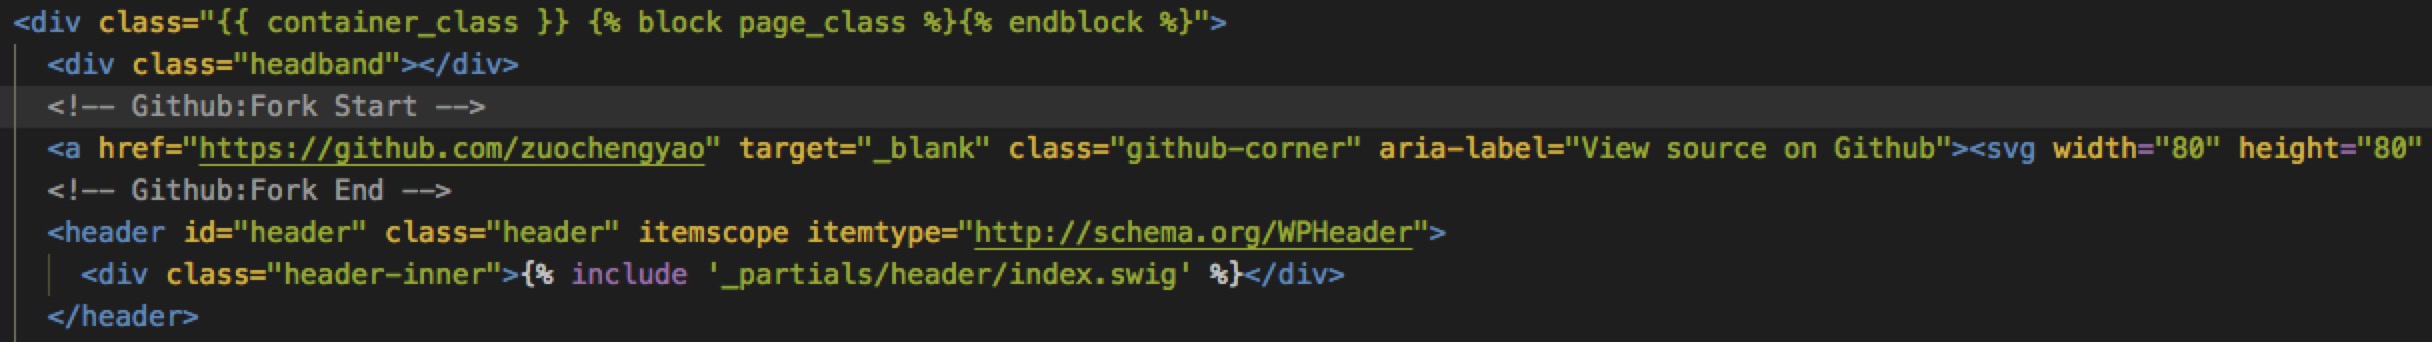 <div class="{{ container_class }} {% block page_class %}{% endblock %}">
<div class="headband"></div>
<!-- Github:Fork Start -->
<a href="https://github.com/zuochengyao" target="_blank" class="github-corner" aria-label="View source on Github"><svg width="80" height="80"
<!-- Github:Fork End -->
<header id="header" class="header" itemscope itemtype="http://schema.org/WPHeader">
<div class="header-inner">{% include '_partials/header/index.swig' %}</div>
</header>